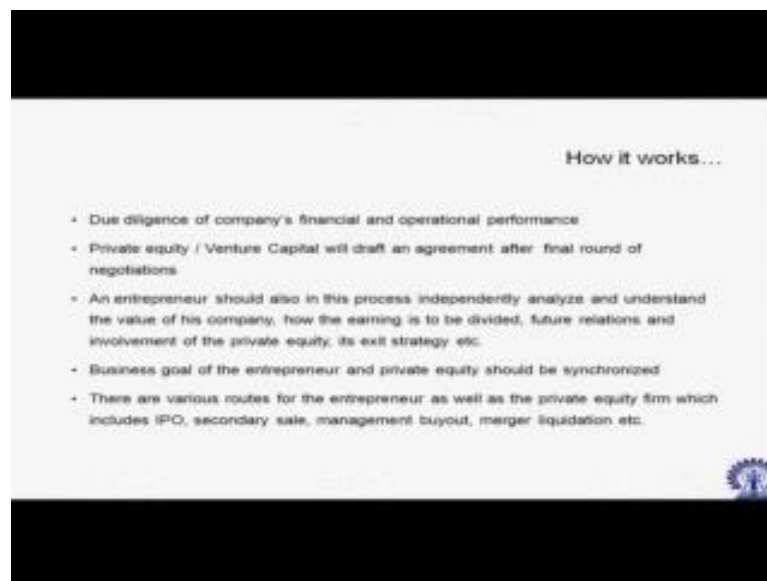 How it works...
• Due diligence of company's financial and operational performance
• Private equity / Venture Capital will draft an agreement after final round of
negotiations
• An entrepreneur should also in this process independently analyze and understand
the value of his company, how the earning is to be divided, future relations and
involvement of the private equity, its exit strategy etc.
• Business goal of the entrepreneur and private equity should be synchronized
• There are various routes for the entrepreneur as well as the private equity firm which
includes IPO, secondary sale, management buyout, merger liquidation etc.